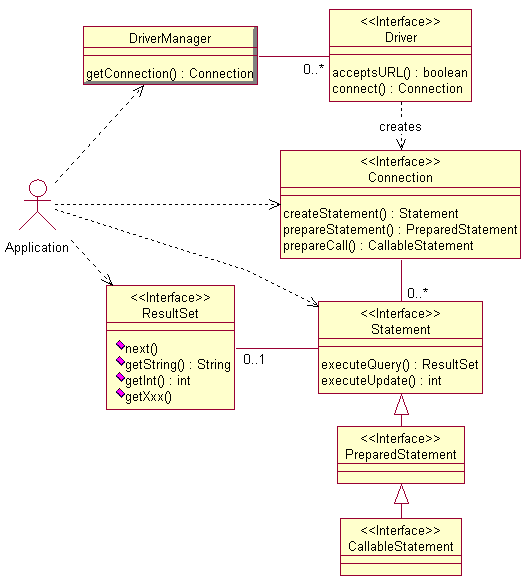 DriverManager
getConnection() : Connection
0..*
<<Interface>>
Driver
acceptsURL() : boolean
connect() : Connection
creates
<<Interface>>
Connection
createStatement() : Statement
prepareStatement() : PreparedStatement
prepareCall() : CallableStatement
Application
0..*
<<Interface>>
ResultSet
next()
getString() : String
getInt() : int
getXxx()
0..1
<<Interface>>
Statement
executeQuery() : ResultSet
executeUpdate() : int
<<Interface>>
PreparedStatement
<<Interface>>
CallableStatement